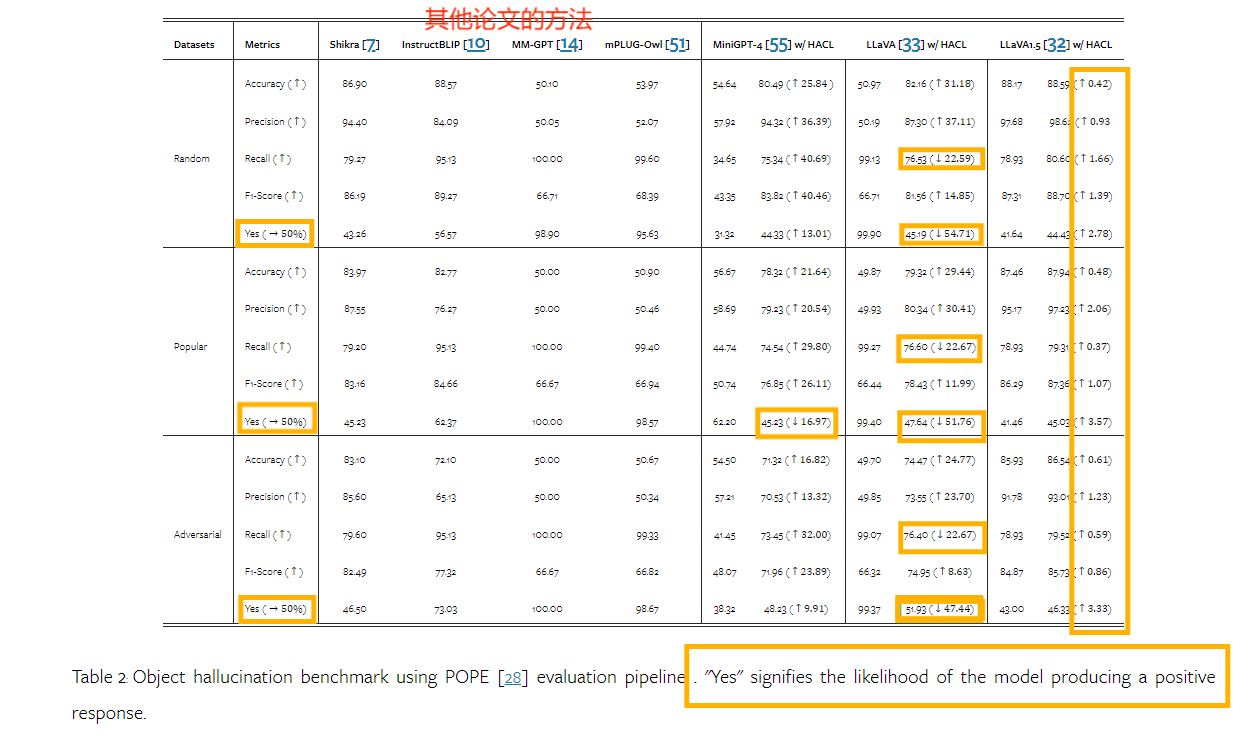 其他论文的方法
Datasets Metrics Shikra [7] InstructBLIP [10] MM-GPT [14] mPLUG-Owl [51] MiniGPT-4 [55] w/ HACL LLaVA [33] w/ HACL LLaVA1.5 [32] w/ HACL
Accuracy (↑) 86.90 88.57 50.10 53.97 54.64 80.49 (↑ 25.84 ) 50.97 82.16 (↑ 31.18) 88.17 88.59 (↑ 0.42)
Precision (↑) 94.40 84.09 50.05 52.07 57.92 94.32 (↑ 36.39) 50.19 87.30 (↑ 37.11) 97.68 (↑ 0.93
Random Recall (↑) 79.27 95.13 100.00 99.60 34.65 75.34 (↑ 40.69) 99.13 76.53 (↓ 22.59) 78.93 80.60 (↑ 1.66)
F1-Score (↑) 86.19 89.27 66.71 68.39 43.35 83.82 (↑ 40.46) 66.71 81.56 (↑ 14.85) 87.31 88.70 (↑ 1.39)
Yes (→ 50%) 43.26 56.57 98.90 95.63 31.32 44.33 (↑ 13.01) 99.90 45.19 (↓ 54.71) 41.64 44.43 (↑ 2.78)
Accuracy (↑) 83.97 82.77 50.00 50.90 56.67 78.32 (↑ 21.64) 49.87 79.32 (↑ 29.44) 87.46 87.94 (↑ 0.48)
Precision (↑) 87.55 76.27 50.00 50.46 58.69 79.23 (↑ 20.54) 49.93 80.34 (↑ 30.41) 95.17 97.23 (↑ 2.06)
Popular Recall (↑) 79.20 95.13 100.00 99.40 44.74 74.54 (↑ 29.80) 99.27 76.60 (↓ 22.67) 78.93 79.31 (↑ 0.37)
F1-Score (↑) 83.16 84.66 66.67 66.94 50.74 76.85 (↑ 26.11) 66.44 78.43 (↑ 11.99) 86.29 87.36 (↑ 1.07)
Yes (→ 50%) 45.23 62.37 100.00 98.57 62.20 45.23 (↓ 16.97) 99.40 47.64 (↓ 51.76) 41.46 45.03 (↑ 3.57)
Accuracy (↑) 83.10 72.10 50.00 50.67 54.50 71.32 (↑ 16.82) 49.70 74.47 (↑ 24.77) 85.93 86.54 (↑ 0.61)
Precision (↑) 85.60 65.13 50.00 50.34 57.21 70.53 (↑ 13.32) 49.85 73.55 (↑ 23.70) 91.78 93.01 (↑ 1.23)
Adversarial Recall (↑) 79.60 95.13 100.00 99.33 41.45 73.45 (↑ 32.00) 99.07 76.40 (↓ 22.67) 78.93 79.52 (↑ 0.59)
F1-Score (↑) 82.49 77.32 66.67 66.82 48.07 71.96 (↑ 23.89) 66.32 74.95 (↑ 8.63) 84.87 85.73 (↑ 0.86)
Yes (→ 50%) 46.50 73.03 100.00 98.67 38.32 48.23 (↑ 9.91) 99.37 51.93 (↓ 47.44) 43.00 46.33 (↑ 3.33)
Table 2: Object hallucination benchmark using POPE [28] evaluation pipeline . "Yes" signifies the likelihood of the model producing a positive
response.